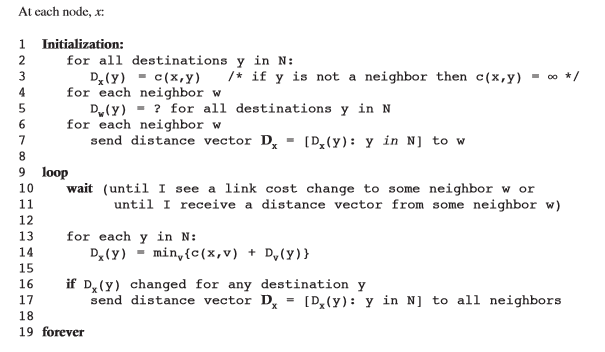 At each node, x:
1 Initialization:
2 for all destinations y in N:
3 Dx(y) = c(x,y) /* if y is not a neighbor then c(x,y) = ∞ */
4 for each neighbor w
5 Dw(y) = ? for all destinations y in N
6 for each neighbor w
7 send distance vector Dx = [Dx(y): y in N] to w
8
9 loop
10 wait (until I see a link cost change to some neighbor w or
11 until I receive a distance vector from some neighbor w)
12
13 for each y in N:
14 Dx(y) = minv{c(x,v) + Dv(y)}
15
16 if Dx(y) changed for any destination y
17 send distance vector Dx = [Dx(y): y in N] to all neighbors
18
19 forever